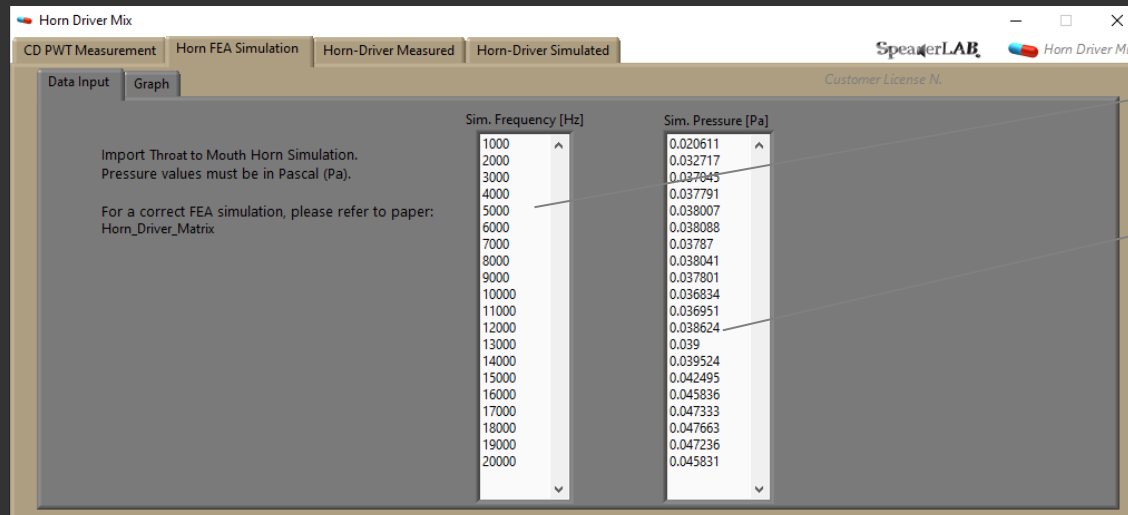 Horn Driver Mix
CD PWT Measurement
Horn FEA Simulation
Horn-Driver Measured
Horn-Driver Simulated
SpeakerLAB
Horn Driver Mi
Data Input
Graph
Customer License N.
Import Throat to Mouth Horn Simulation.
Pressure values must be in Pascal (Pa).
For a correct FEA simulation, please refer to paper:
Horn_Driver_Matrix
Sim. Frequency [Hz]
1000
2000
3000
4000
5000
6000
7000
8000
9000
10000
11000
12000
13000
14000
15000
16000
17000
18000
19000
20000
Sim. Pressure [Pa]
0.020611
0.032717
0.037045
0.037791
0.038007
0.038088
0.03787
0.038041
0.037801
0.036834
0.036951
0.038624
0.039
0.039524
0.042495
0.045836
0.047333
0.047663
0.047236
0.045831